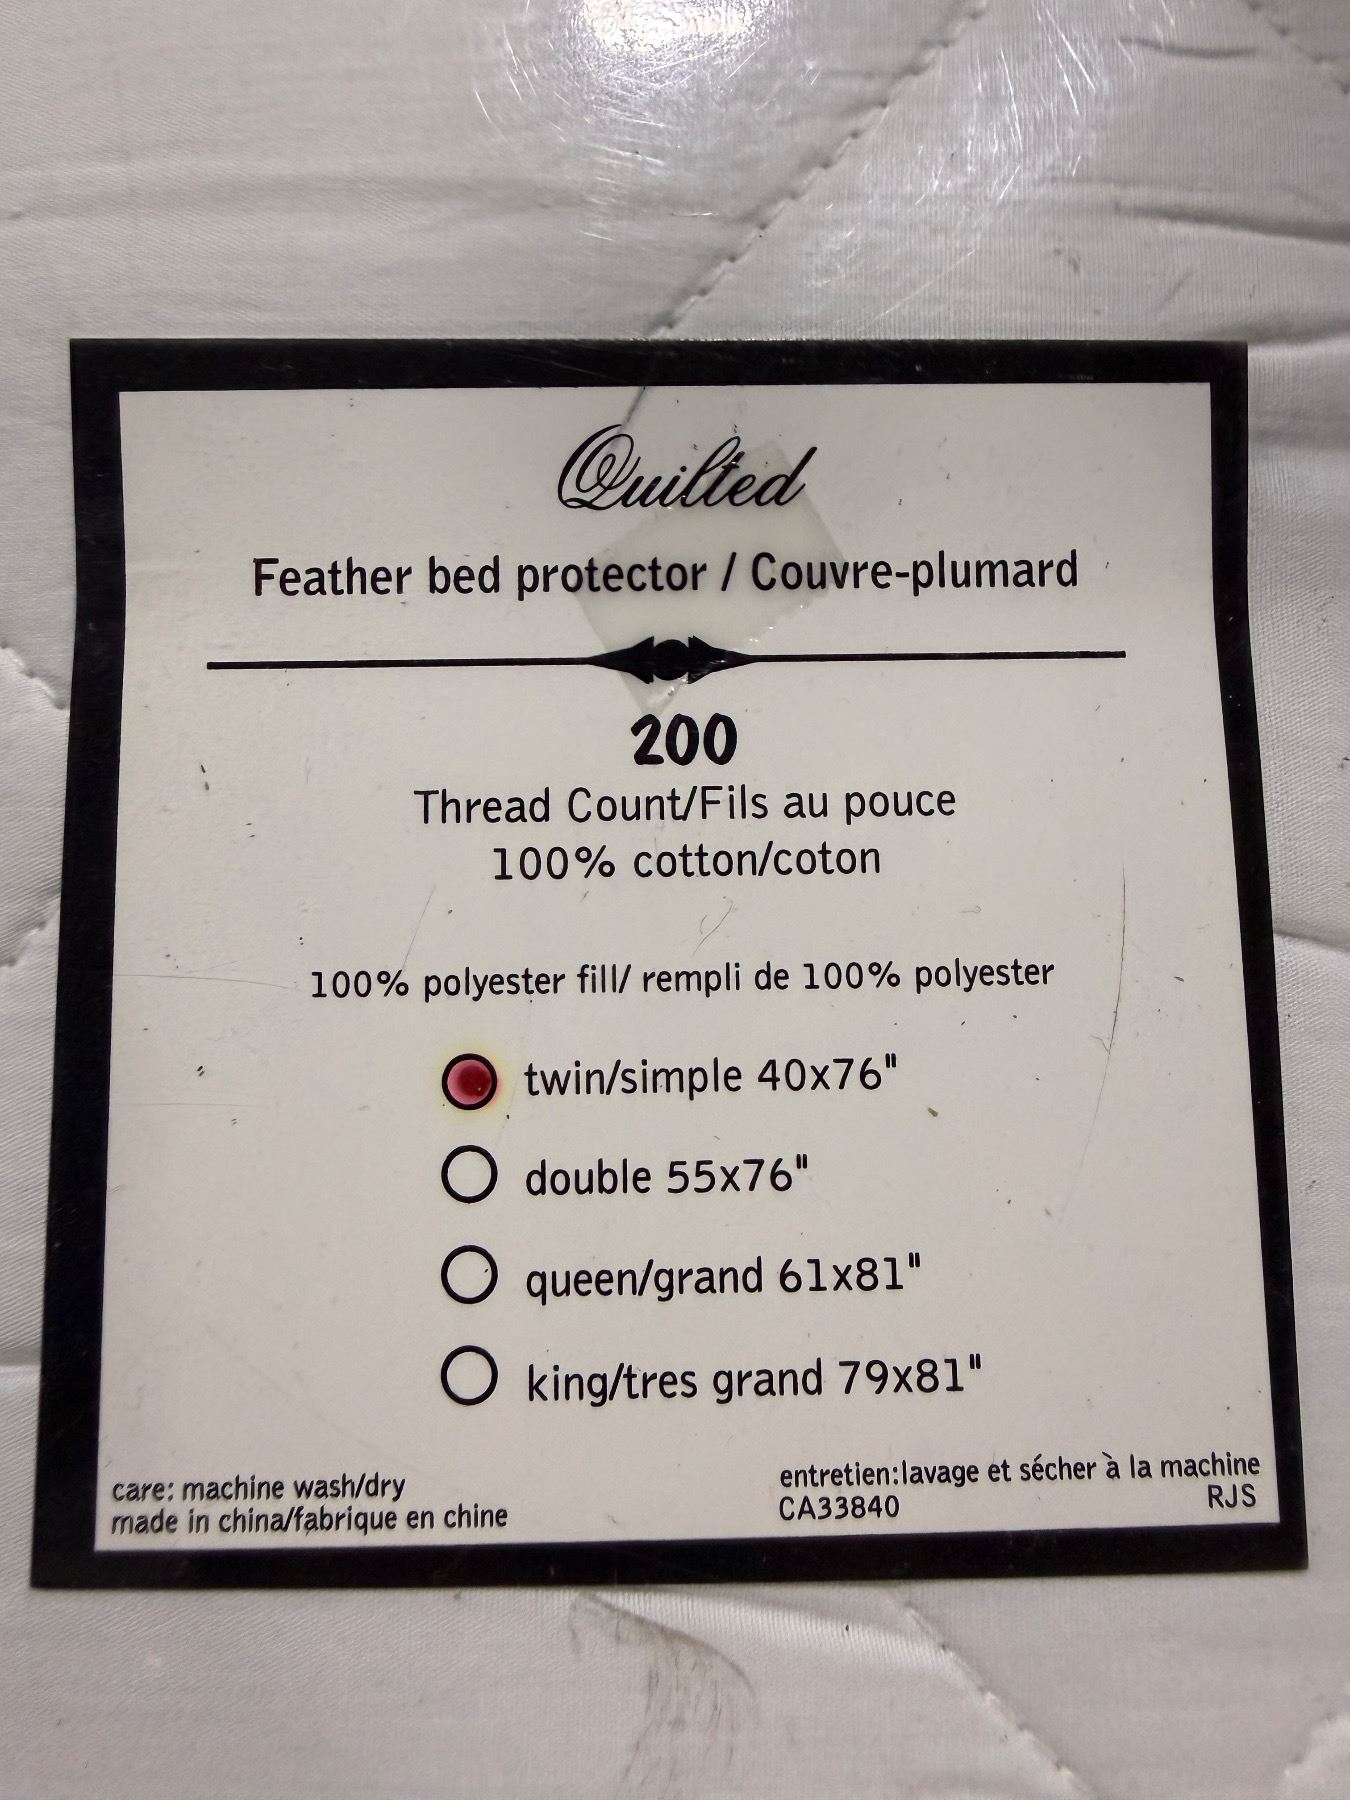 Quilted
Feather bed protector / Couvre-plumard
200
Thread Count/Fils au pouce
100% cotton/coton
100% polyester fill/ rempli de 100% polyester
twin/simple 40x76"
double 55x76"
queen/grand 61x81"
king/tres grand 79x81"
care: machine wash/dry
made in china/fabrique en chine
entretien:lavage et sécher à la machine
CA33840 RJS